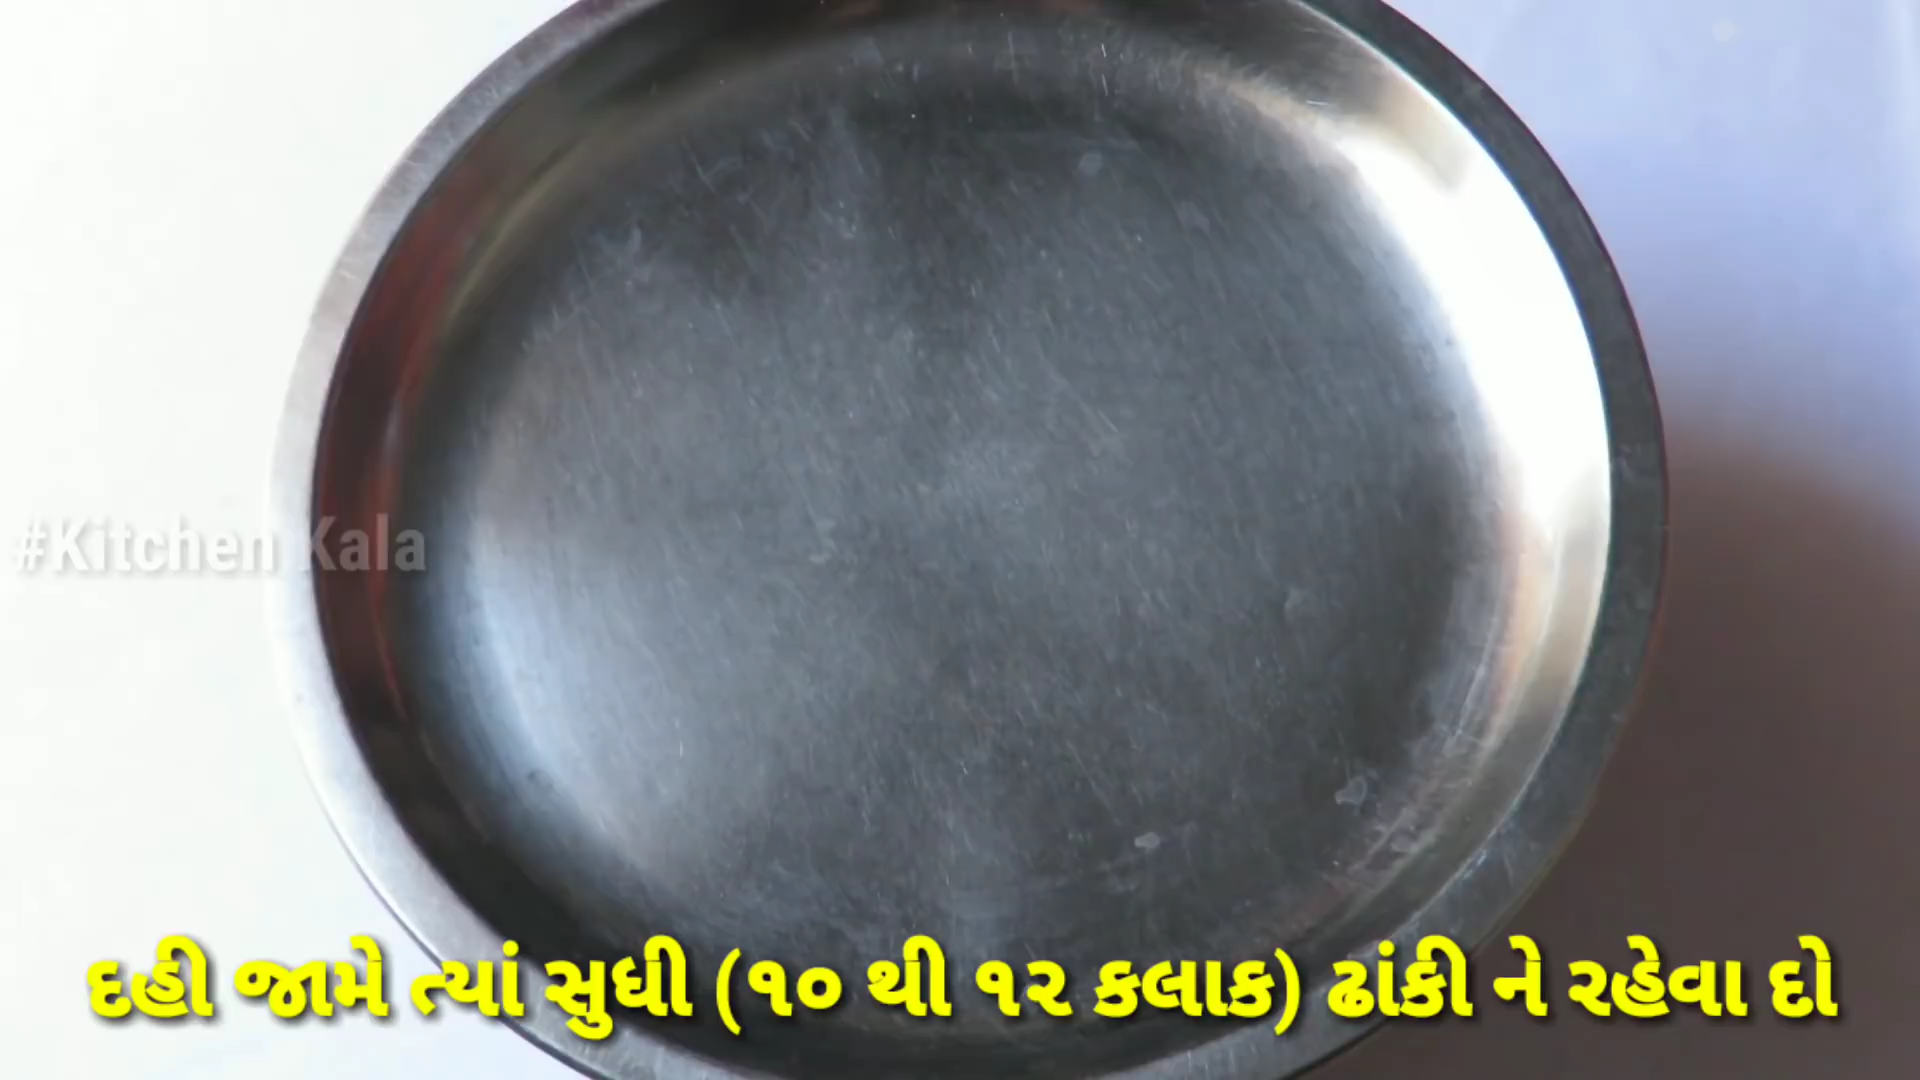 #Kitchen Kala
દહી જામે ત્યાં સુધી (૧૦ થી ૧૨ કલાક) ઢાંકી ને રહેવા દો